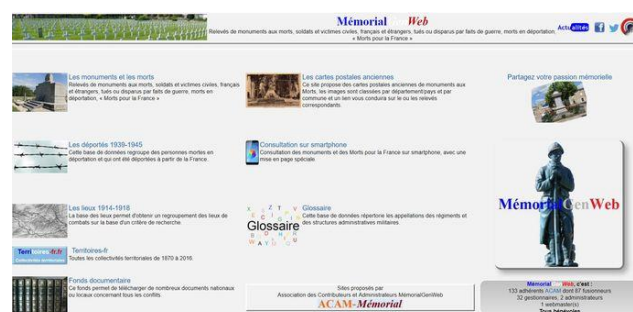 Mémorial GenWeb
Relevés de monuments aux morts, soldats et victimes civiles, français et étrangers, tués ou disparus par faits de guerre, morts en déportation,
« Morts pour la France »
Actualités
Les monuments et les morts
Relevés de monuments aux morts, soldats et victimes civiles, français
et étrangers, tués ou disparus par faits de guerre, morts en
déportation, « Morts pour la France »
Les cartes postales anciennes
Ce site propose des cartes postales anciennes de monuments aux
Morts, les images sont classées par département/pays et par
commune et un lien vous conduira sur le ou les relevés
correspondants.
Partagez votre passion mémorielle
Les déportés 1939-1945
Cette base de données regroupe des personnes mortes en
déportation et qui ont été déportées à partir de la France.
Consultation sur smartphone
Consultation des monuments et des Morts pour la France sur smartphone, avec une
mise en page spéciale.
MémorialGenWeb
Les lieux 1914-1918
La base des lieux permet d'obtenir un regroupement des lieux de
combats sur la base d'un critère de recherche.
Glossaire
Glossaire
Cette base de données répertorie les appellations des régiments et
des structures administratives militaires.
Territoires-fr
Toutes les collectivités territoriales de 1870 à 2016.
Fonds documentaire
Ce fonds permet de télécharger de nombreux documents nationaux
ou locaux concernant tous les conflits.
Sites proposés par
Association des Contributeurs et Administrateurs MémorialGenWeb
ACAM-Mémorial
Mémorial GenWeb, c'est :
133 adhérents ACAM dont 87 fusionneurs
32 gestionnaires, 2 administrateurs
1 webmaster(s)
Tous bénévoles